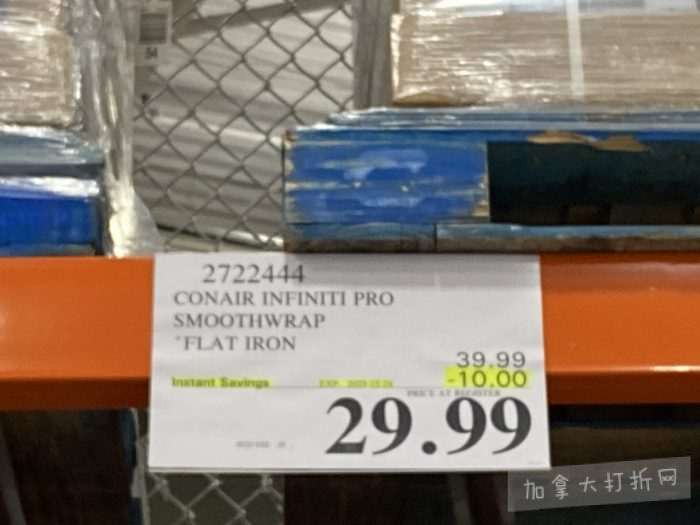 54
2722444
CONAIR INFINITI PRO
SMOOTHWRAP
*FLAT IRON
39.99
Instant Savings -10.00
PRICE AT REGISTER
29.99
加拿大打折网